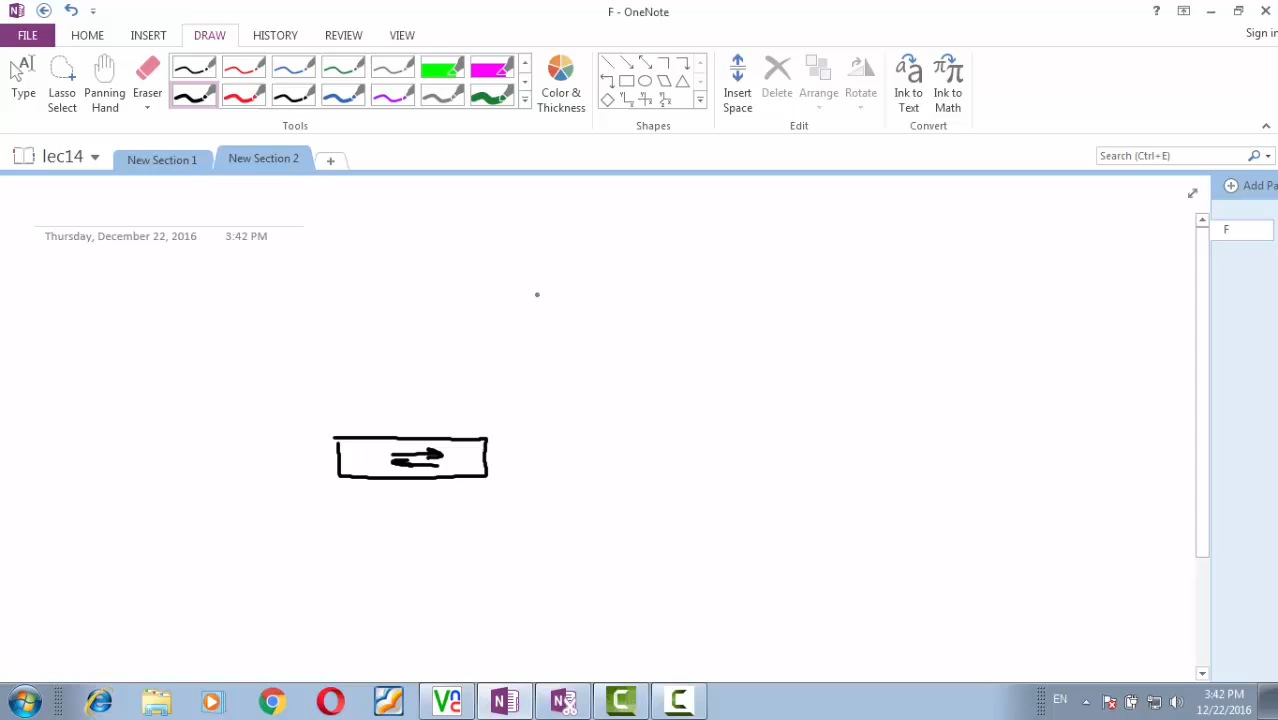 F - OneNote
?
Sign in
FILE HOME INSERT DRAW HISTORY REVIEW VIEW
Type
Lasso Select
Panning Hand
Eraser
Color & Thickness
Insert Space
Delete
Arrange
Rotate
Ink to Text
Ink to Math
Tools
Shapes
Edit
Convert
lec14
New Section 1
New Section 2
Search (Ctrl+E)
Add Pa
F
Thursday, December 22, 2016 3:42 PM
EN
3:42 PM
12/22/2016